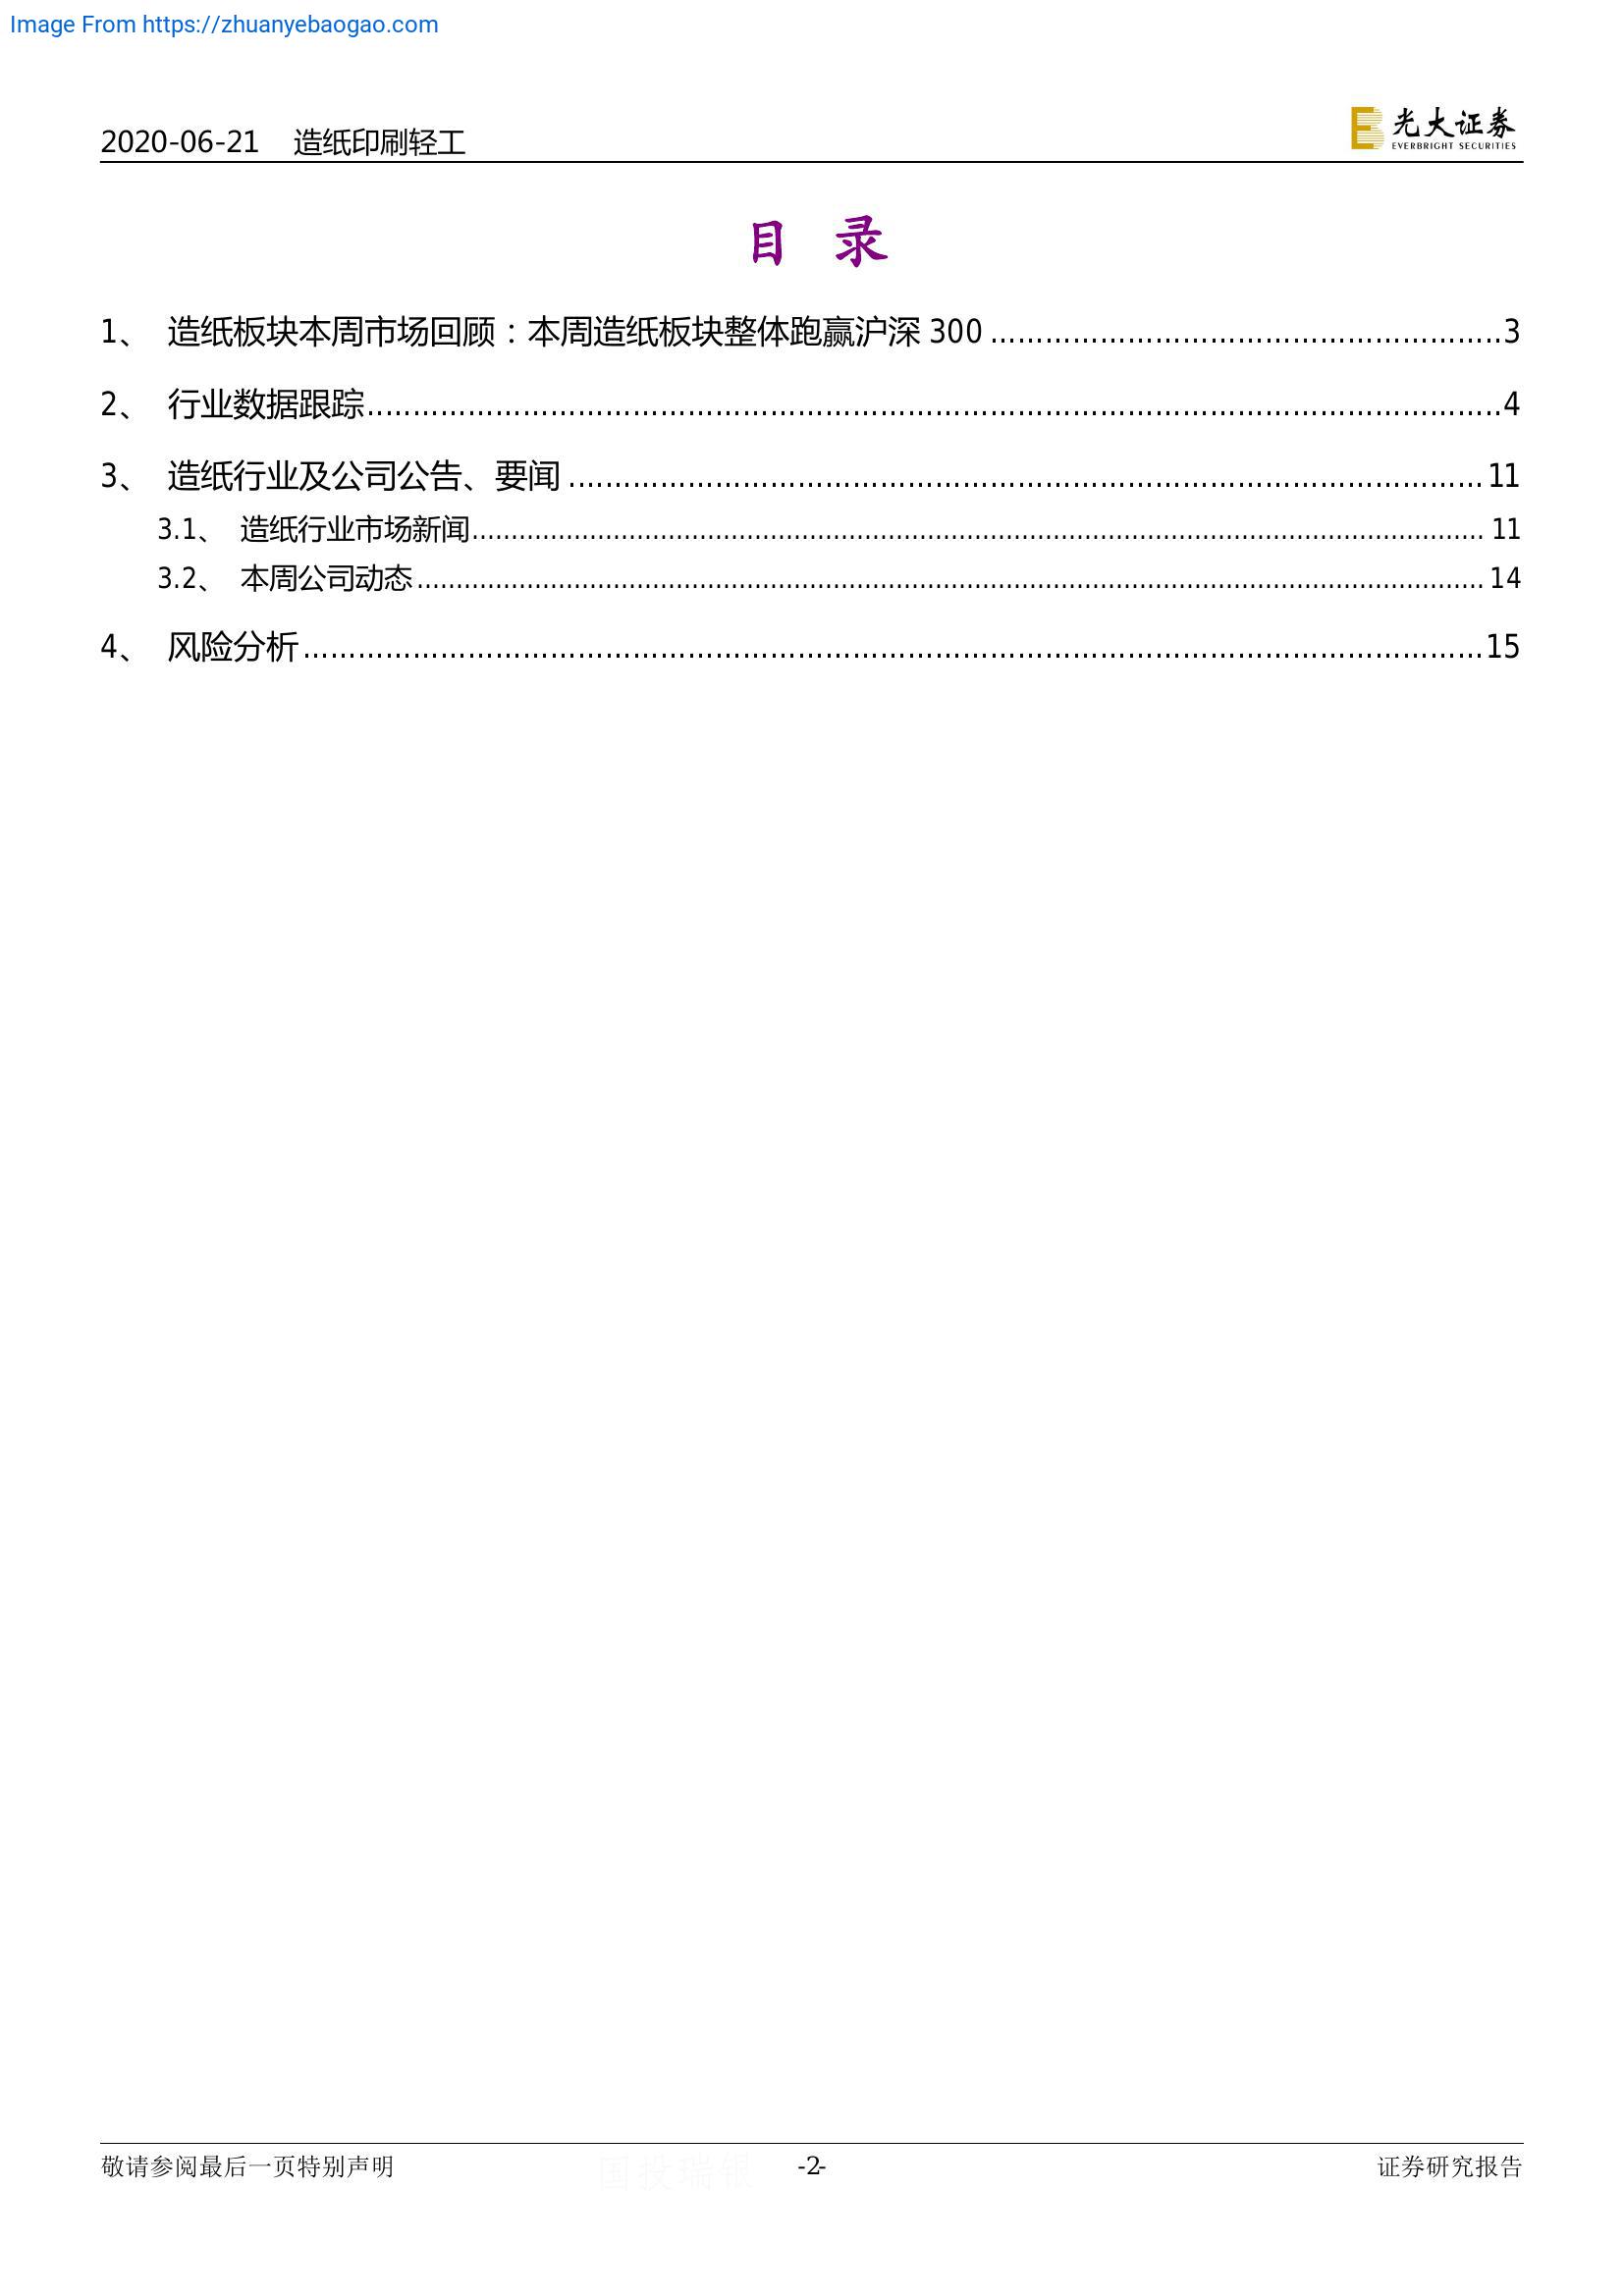 Image From https://zhuanyebaogao.com
2020-06-21 造纸印刷轻工
光大证券
EVERBRIGHT SECURITIES
目 录
1、 造纸板块本周市场回顾：本周造纸板块整体跑赢沪深 300 ........................................................ 3
2、 行业数据跟踪 ........................................................ 4
3、 造纸行业及公司公告、要闻 ........................................................ 11
3.1、 造纸行业市场新闻 ........................................................ 11
3.2、 本周公司动态 ........................................................ 14
4、 风险分析 ........................................................ 15
敬请参阅最后一页特别声明
国投瑞银
-2-
证券研究报告